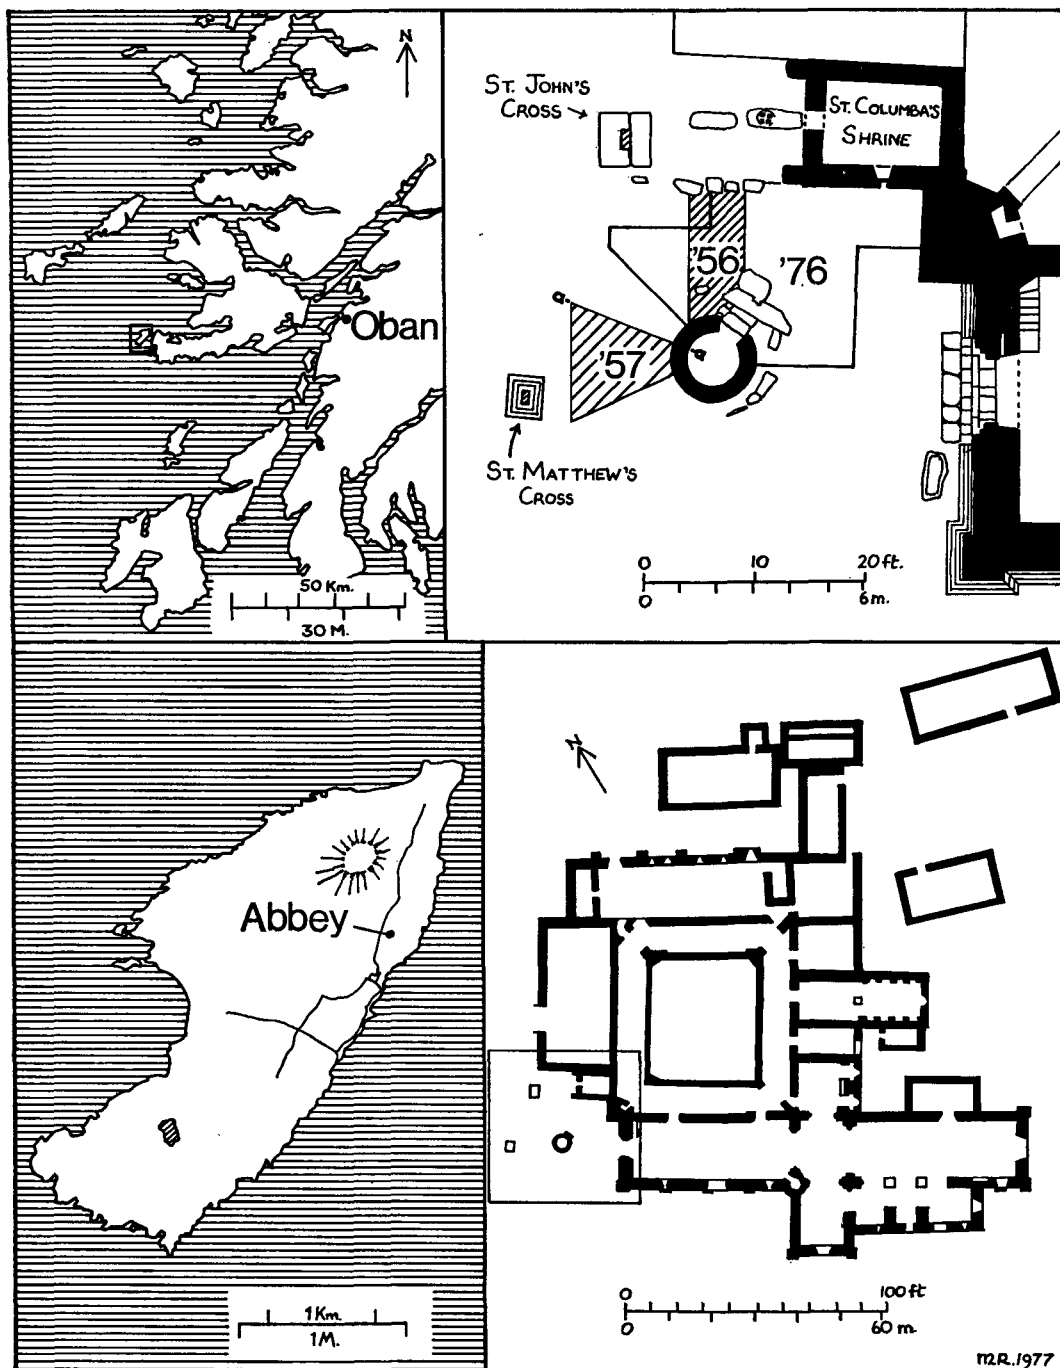 N
Oban
50 Km.
30 M.
ST. JOHN'S
CROSS
ST. COLUMBA'S
SHRINE
'56
'76
a.
a
'57
ST. MATTHEW'S
CROSS
0 10 20 ft.
0 6 m.
Abbey
1 Km.
1 M.
N
0 100 ft
0 60 m.
M.R. 1977